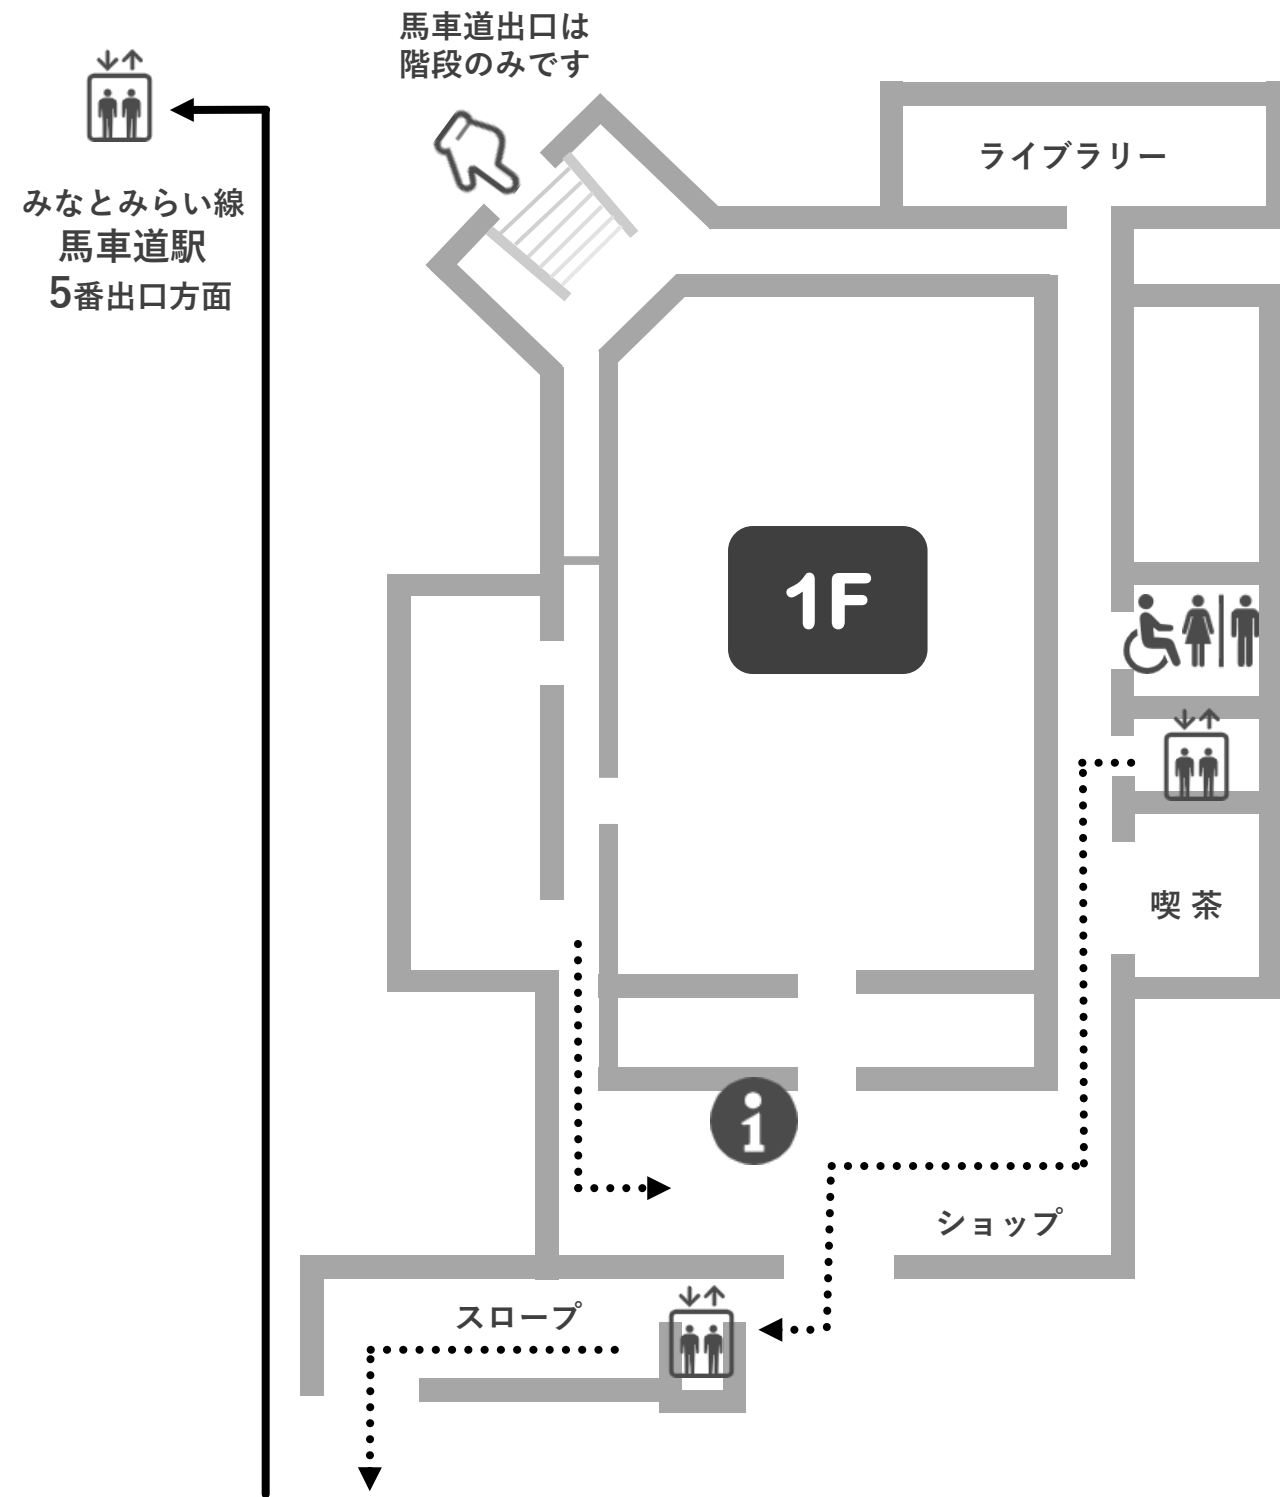 馬車道出口は
階段のみです
みなとみらい線
馬車道駅
5番出口方面
ライブラリー
1F
喫茶
ショップ
スロープ